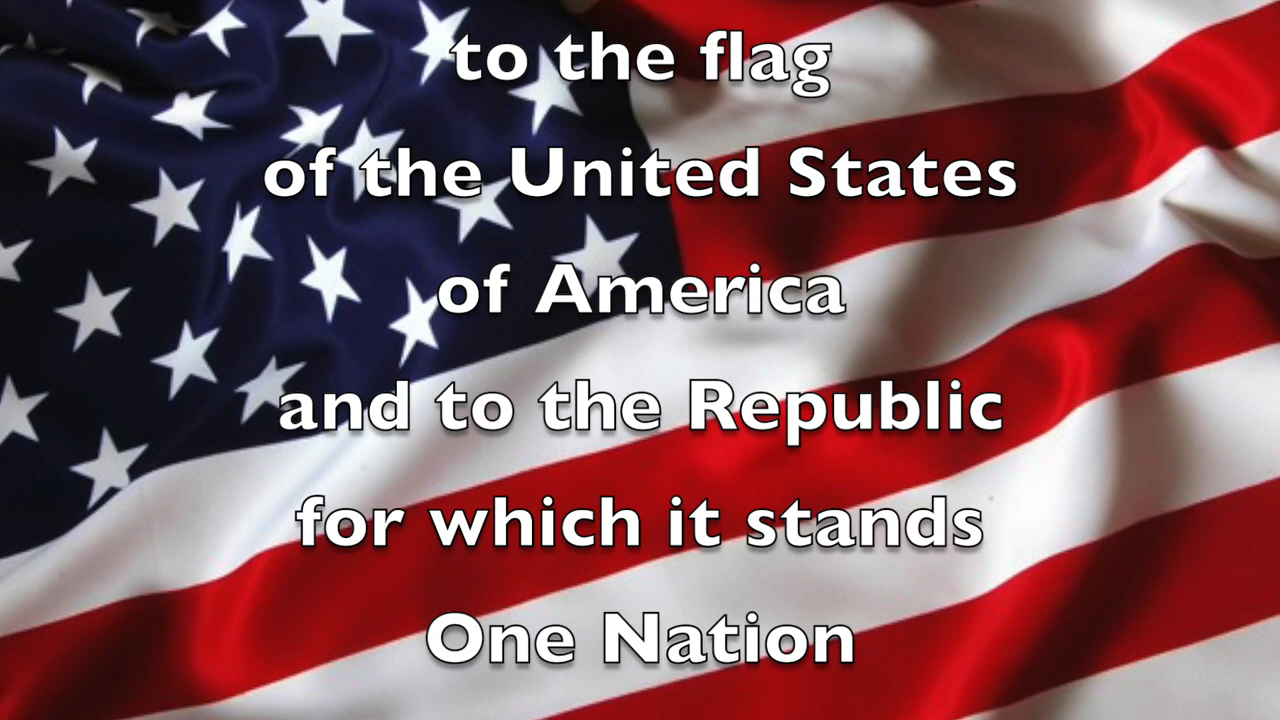 to the flag
of the United States
of America
and to the Republic
for which it stands
One Nation